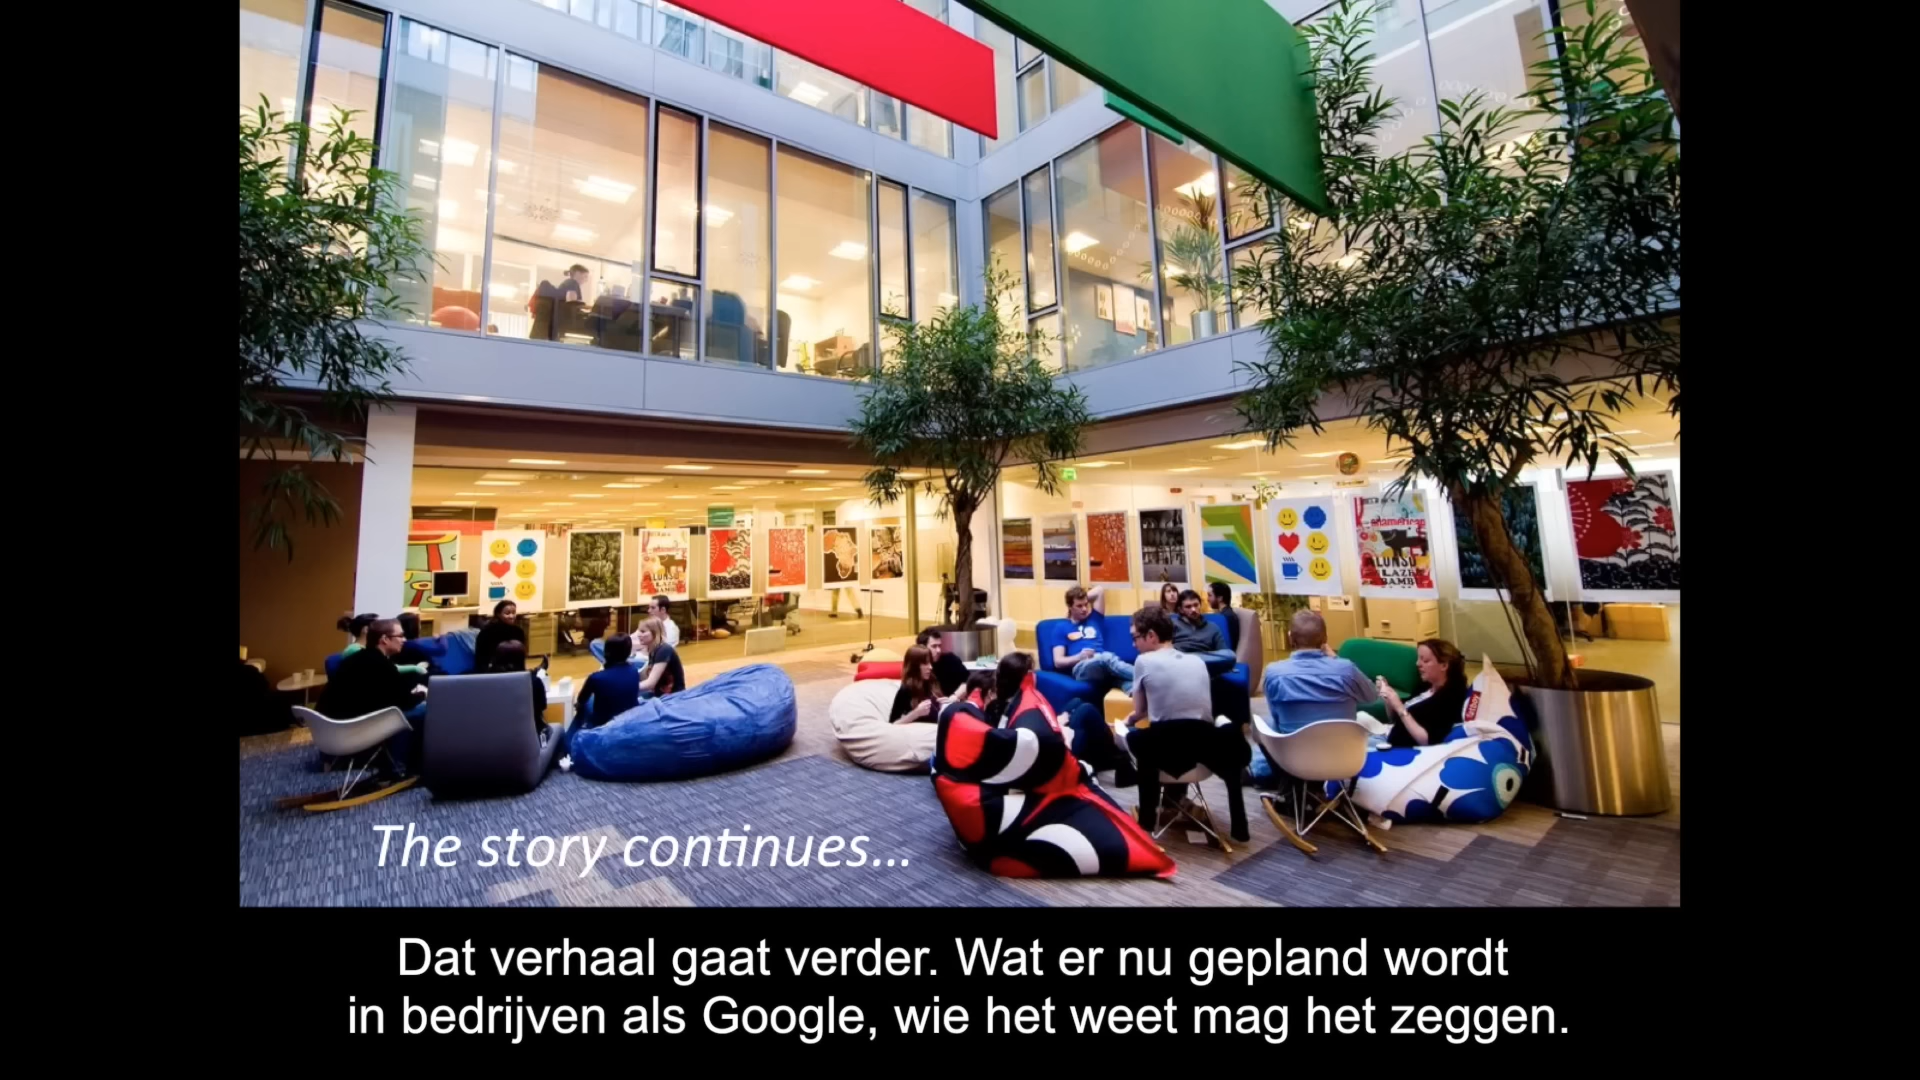 The story continues...
Dat verhaal gaat verder. Wat er nu gepland wordt
in bedrijven als Google, wie het weet mag het zeggen.